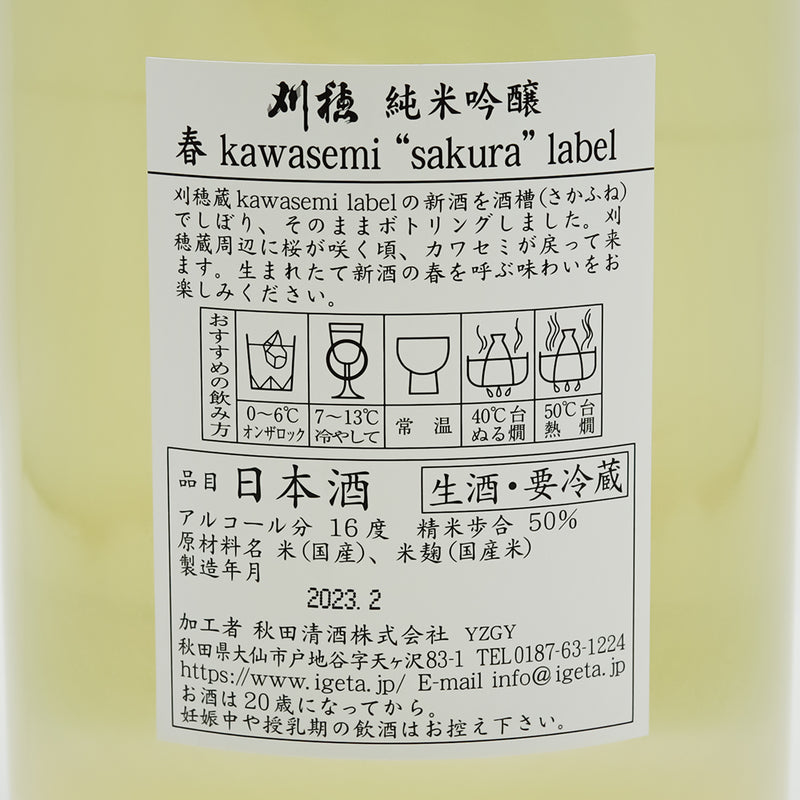 刈穂 純米吟醸
春 kawasemi “sakura” label
刈穂蔵kawasemi labelの新酒を酒槽(さかふね)
でしぼり、そのままボトリングしました。刈
穂蔵周辺に桜が咲く頃、カワセミが戻って来
ます。生まれたて新酒の春を呼ぶ味わいをお
楽しみください。
おすすめの飲み方
0〜6℃ オンザロック
7〜13℃ 冷やして
常 温
40℃台 ぬる燗
50℃台 熱 燗
品目 日本酒 生酒・要冷蔵
アルコール分 16度 精米歩合 50%
原材料名 米(国産)、米麹(国産米)
製造年月
2023. 2
加工者 秋田清酒株式会社 YZGY
秋田県大仙市戸地谷字天ヶ沢83-1 TEL0187-63-1224
https://www.igeta.jp/ E-mail info@igeta.jp
お酒は20歳になってから。
妊娠中や授乳期の飲酒はお控え下さい。